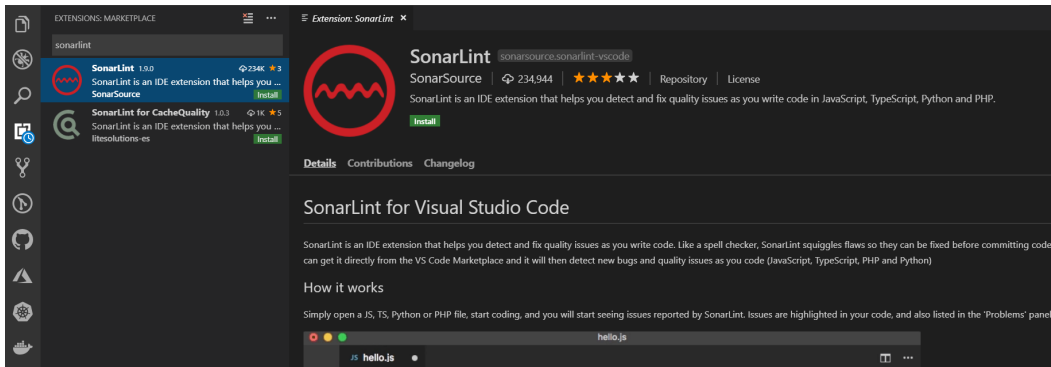 EXTENSIONS: MARKETPLACE
sonarlint
SonarLint 1.9.0 234K ★3
SonarLint is an IDE extension that helps you ...
SonarSource Install
SonarLint for CacheQuality 1.0.3 1K ★5
SonarLint is an IDE extension that helps you ...
litesolutions-es Install
Extension: SonarLint ×
SonarLint sonarsource.sonarlint-vscode
SonarSource | 234,944 | ★★★★★ | Repository | License
SonarLint is an IDE extension that helps you detect and fix quality issues as you write code in JavaScript, TypeScript, Python and PHP.
Install
Details Contributions Changelog
SonarLint for Visual Studio Code
SonarLint is an IDE extension that helps you detect and fix quality issues as you write code. Like a spell checker, SonarLint squiggles flaws so they can be fixed before committing code
can get it directly from the VS Code Marketplace and it will then detect new bugs and quality issues as you code (JavaScript, TypeScript, PHP and Python)
How it works
Simply open a JS, TS, Python or PHP file, start coding, and you will start seeing issues reported by SonarLint. Issues are highlighted in your code, and also listed in the 'Problems' panel
hello.js
JS hello.js ● ...